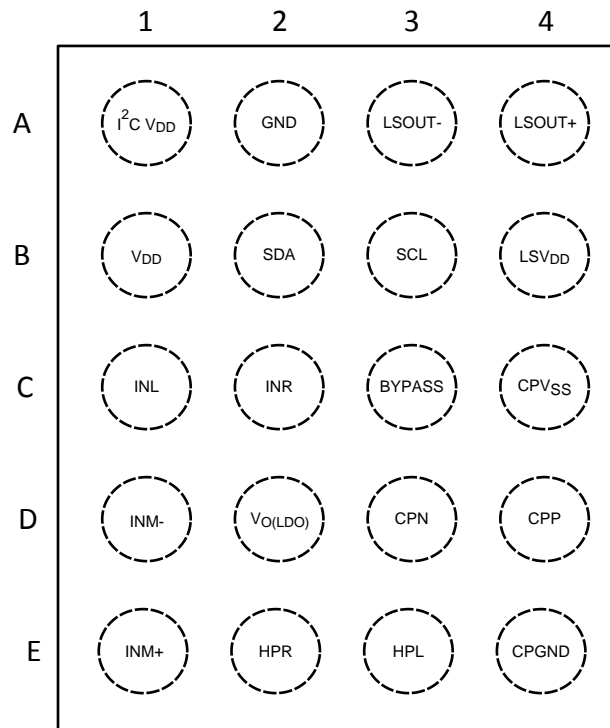 1 2 3 4
A I²C VDD GND LSOUT- LSOUT+
B VDD SDA SCL LSVDD
C INL INR BYPASS CPVSS
D INM- VO(LDO) CPN CPP
E INM+ HPR HPL CPGND